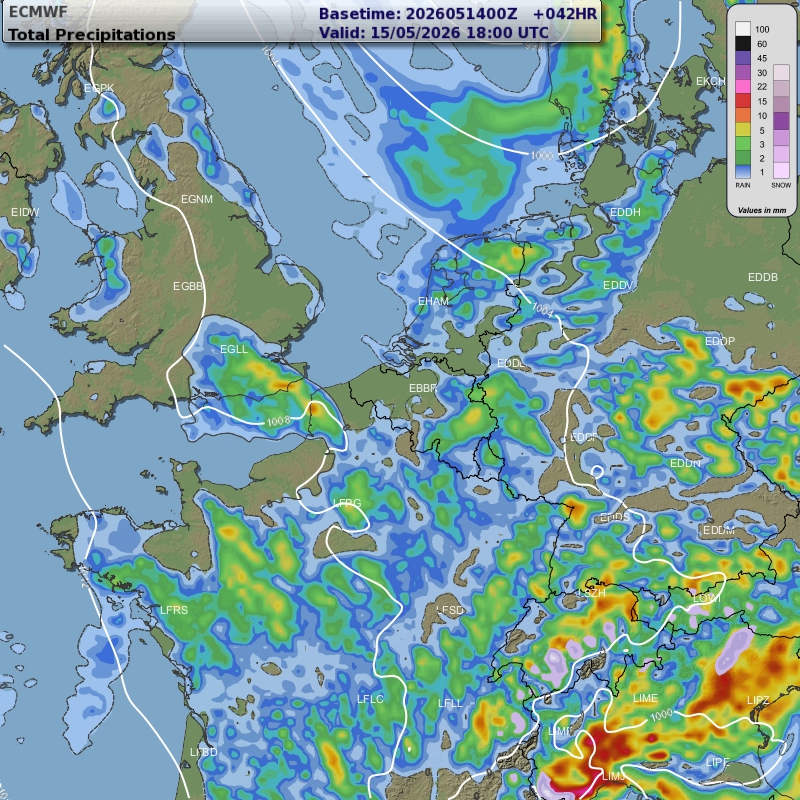 ECMWF
Total Precipitations
Basetime: 2026051400Z +042HR
Valid: 15/05/2026 18:00 UTC
100
60
45
30
22
15
10
5
3
2
1
RAIN SNOW
Values in mm
EGPK
EKCH
1000
EGNM
EIDW
EDDH
EGBB
EDDV
EDDB
EHAM
1004
EGLL
EDDP
EDDL
EBBR
1008
EDDF
EDDN
LFPG
EDDS
EDDM
LSZH
LOWI
LFRS
LFSD
LFLC
LFLL
LIME
LIPZ
1000
LIMF
LFBD
LIPE
LIMJ